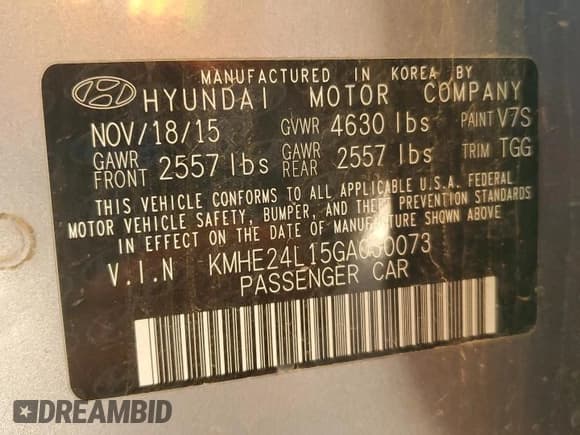 MANUFACTURED IN KOREA BY
HYUNDAI MOTOR COMPANY
NOV/18/15 GVWR 4630 lbs PAINT V7S
GAWR FRONT 2557 lbs GAWR REAR 2557 lbs TRIM TGG
THIS VEHICLE CONFORMS TO ALL APPLICABLE U.S.A. FEDERAL
MOTOR VEHICLE SAFETY, BUMPER, AND THEFT PREVENTION STANDARDS
IN EFFECT ON THE DATE OF MANUFACTURE SHOWN ABOVE
V.I.N KMHE24L15GA030073
PASSENGER CAR
DREAMBID